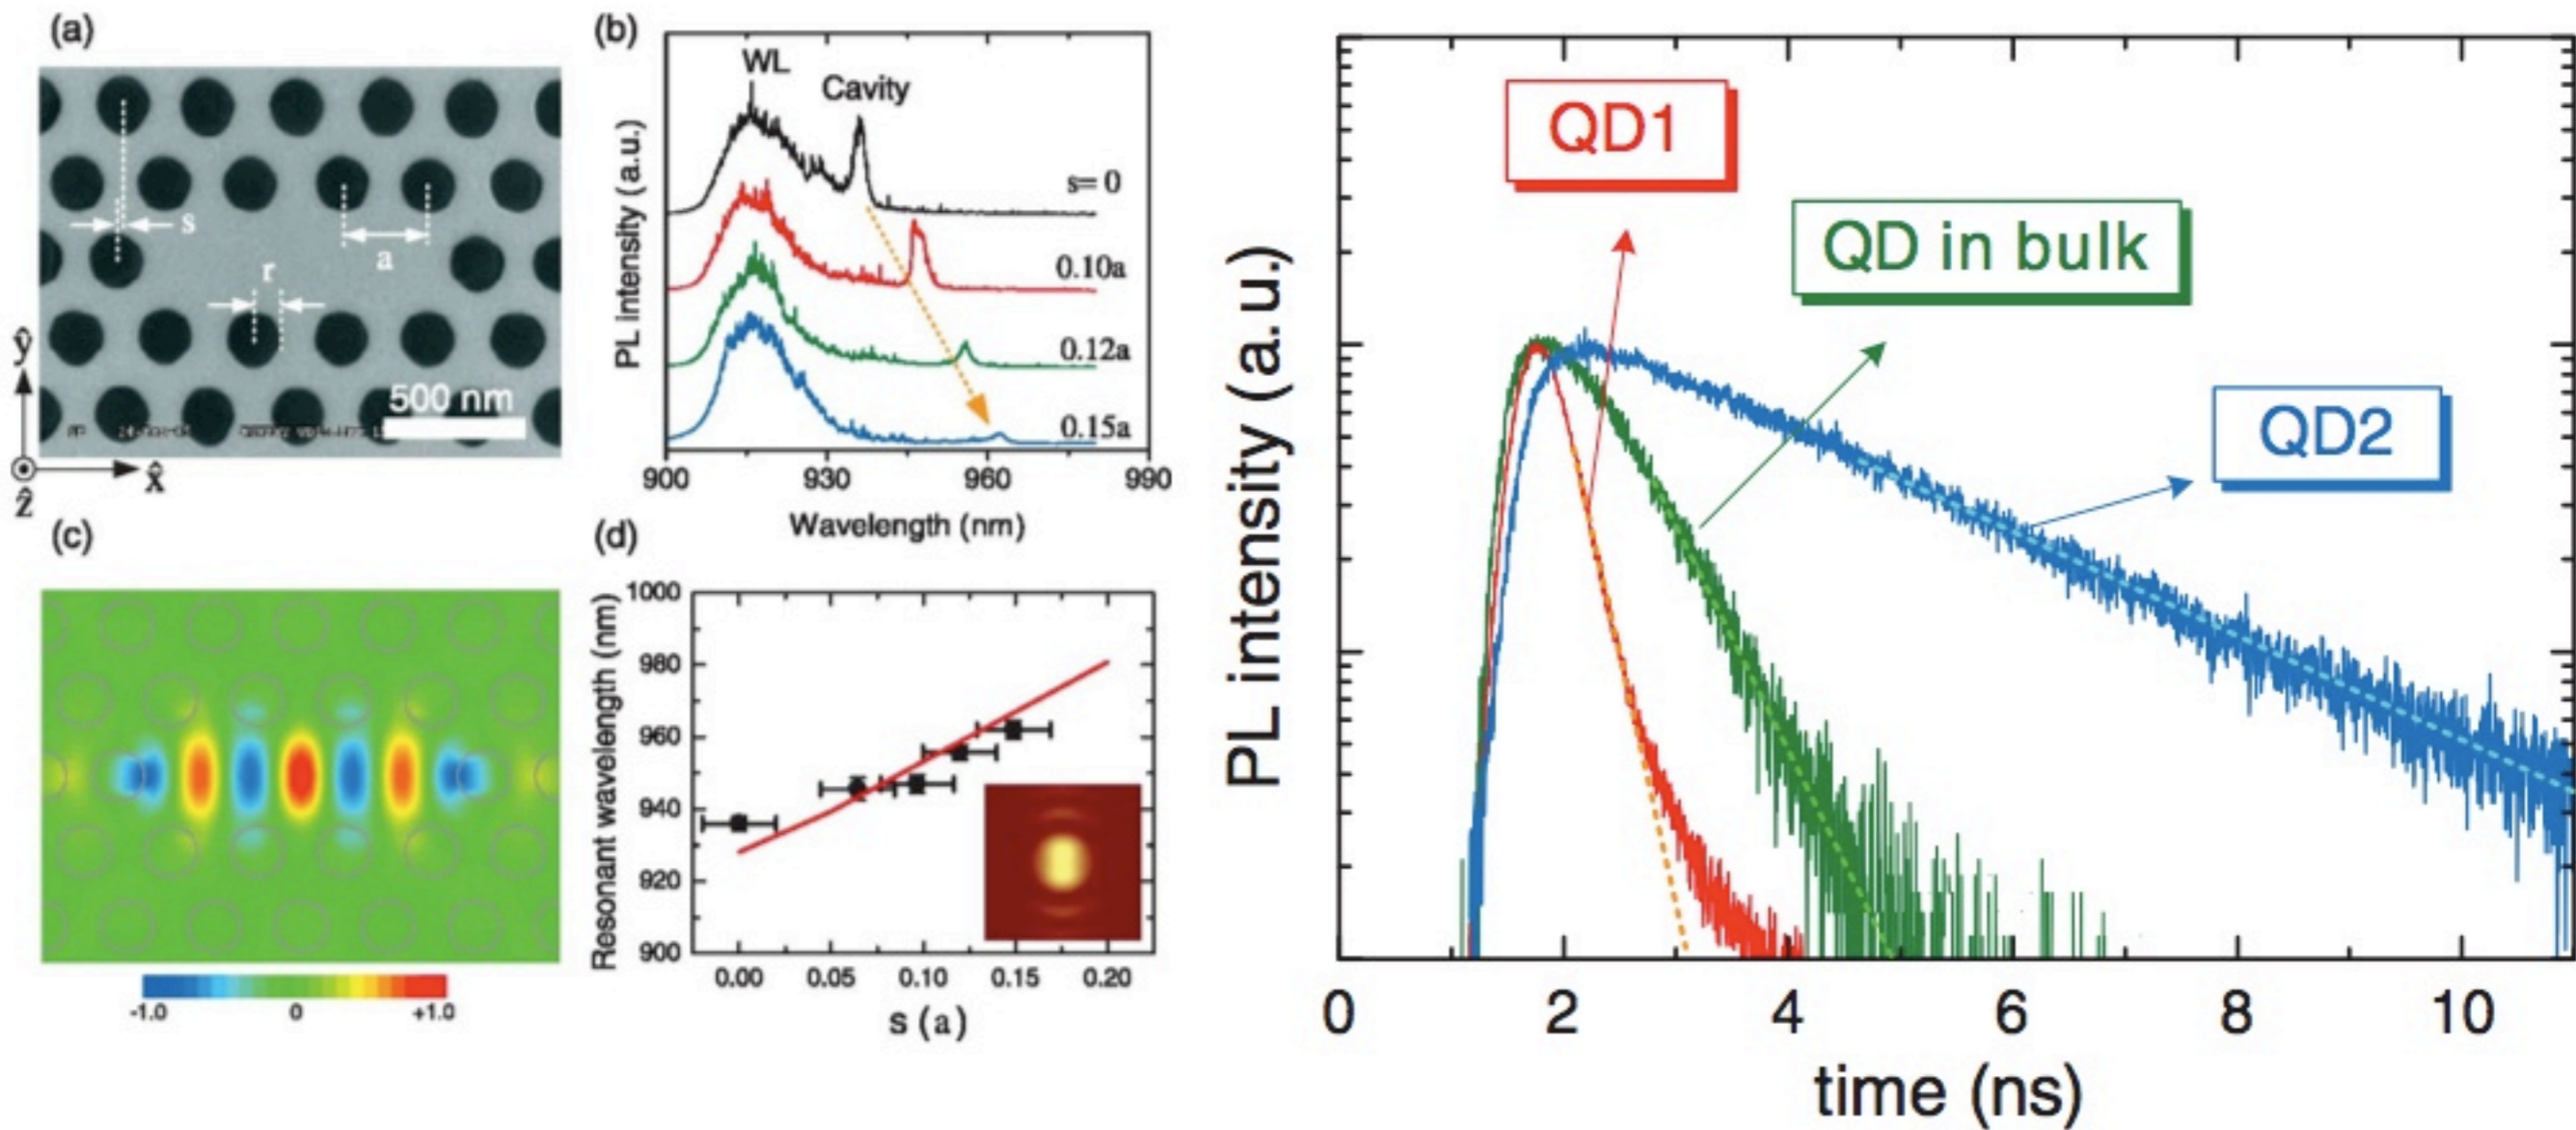 (a)
s
a
r
500 nm
ŷ
x̂
ẑ
(b)
WL
Cavity
s= 0
0.10a
0.12a
0.15a
PL intensity (a.u.)
900 930 960 990
Wavelength (nm)
(c)
-1.0 0 +1.0
(d)
1000
980
960
940
920
900
Resonant wavelength (nm)
0.00 0.05 0.10 0.15 0.20
s (a)
QD1
QD in bulk
QD2
PL intensity (a.u.)
0 2 4 6 8 10
time (ns)